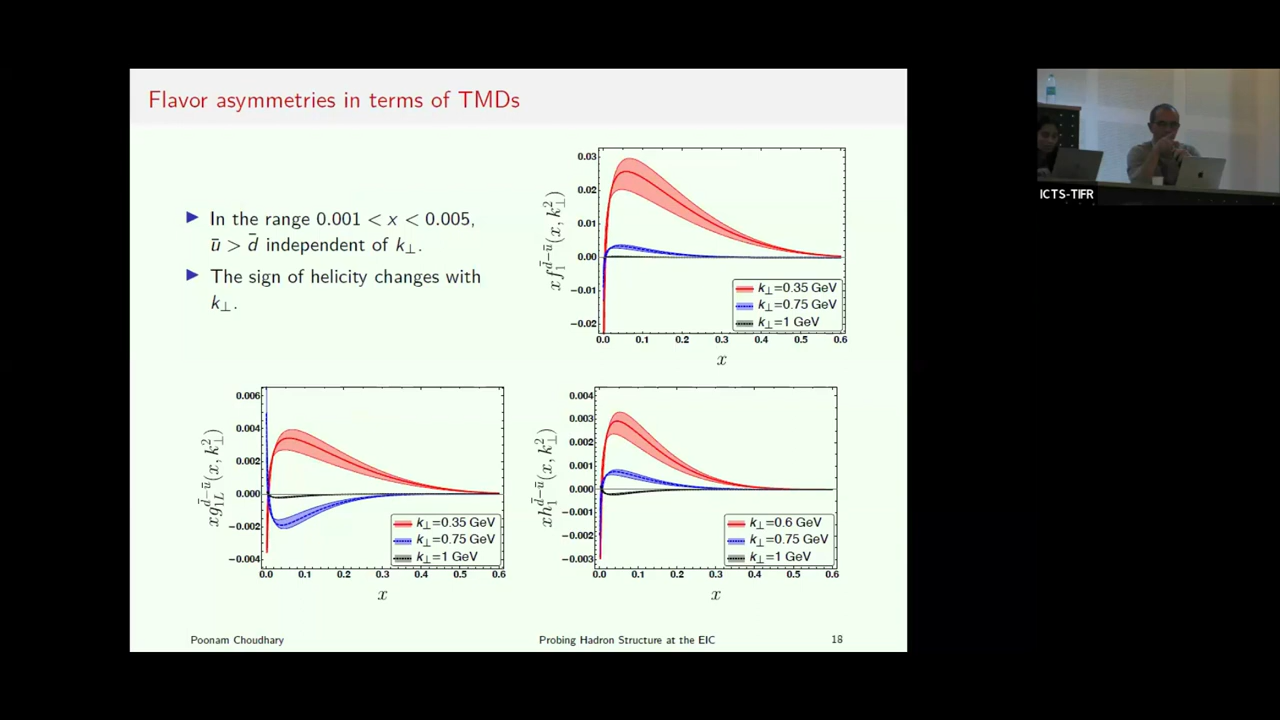 Flavor asymmetries in terms of TMDs
▶ In the range 0.001 < x < 0.005,
ū > d̄ independent of k⊥.
▶ The sign of helicity changes with
k⊥.
0.03
0.02
0.01
0.00
−0.01
−0.02
x f₁^{d̄−ū}(x, k⊥²)
k⊥=0.35 GeV
k⊥=0.75 GeV
k⊥=1 GeV
0.0 0.1 0.2 0.3 0.4 0.5 0.6
x
0.006
0.004
0.002
0.000
−0.002
−0.004
x g₁L^{d̄−ū}(x, k⊥²)
k⊥=0.35 GeV
k⊥=0.75 GeV
k⊥=1 GeV
0.0 0.1 0.2 0.3 0.4 0.5 0.6
x
0.004
0.003
0.002
0.001
0.000
−0.001
−0.002
−0.003
x h₁^{d̄−ū}(x, k⊥²)
k⊥=0.6 GeV
k⊥=0.75 GeV
k⊥=1 GeV
0.0 0.1 0.2 0.3 0.4 0.5 0.6
x
Poonam Choudhary
Probing Hadron Structure at the EIC
18
ICTS-TIFR